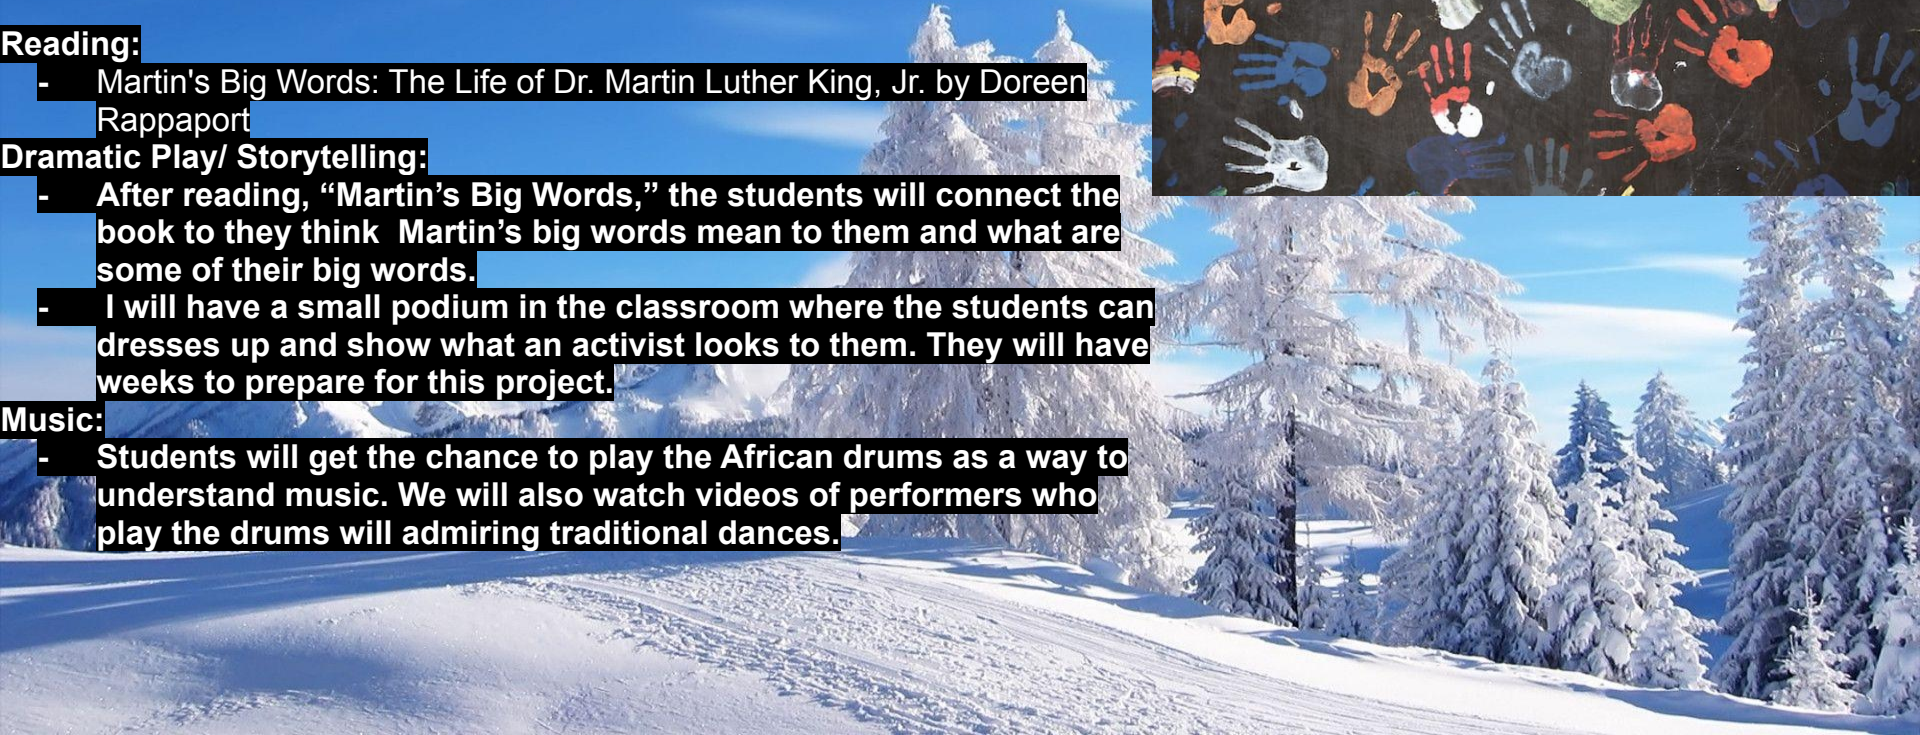 Reading:
- Martin's Big Words: The Life of Dr. Martin Luther King, Jr. by Doreen
Rappaport
Dramatic Play/ Storytelling:
- After reading, “Martin’s Big Words,” the students will connect the
book to they think  Martin’s big words mean to them and what are
some of their big words.
- I will have a small podium in the classroom where the students can
dresses up and show what an activist looks to them. They will have
weeks to prepare for this project.
Music:
- Students will get the chance to play the African drums as a way to
understand music. We will also watch videos of performers who
play the drums will admiring traditional dances.